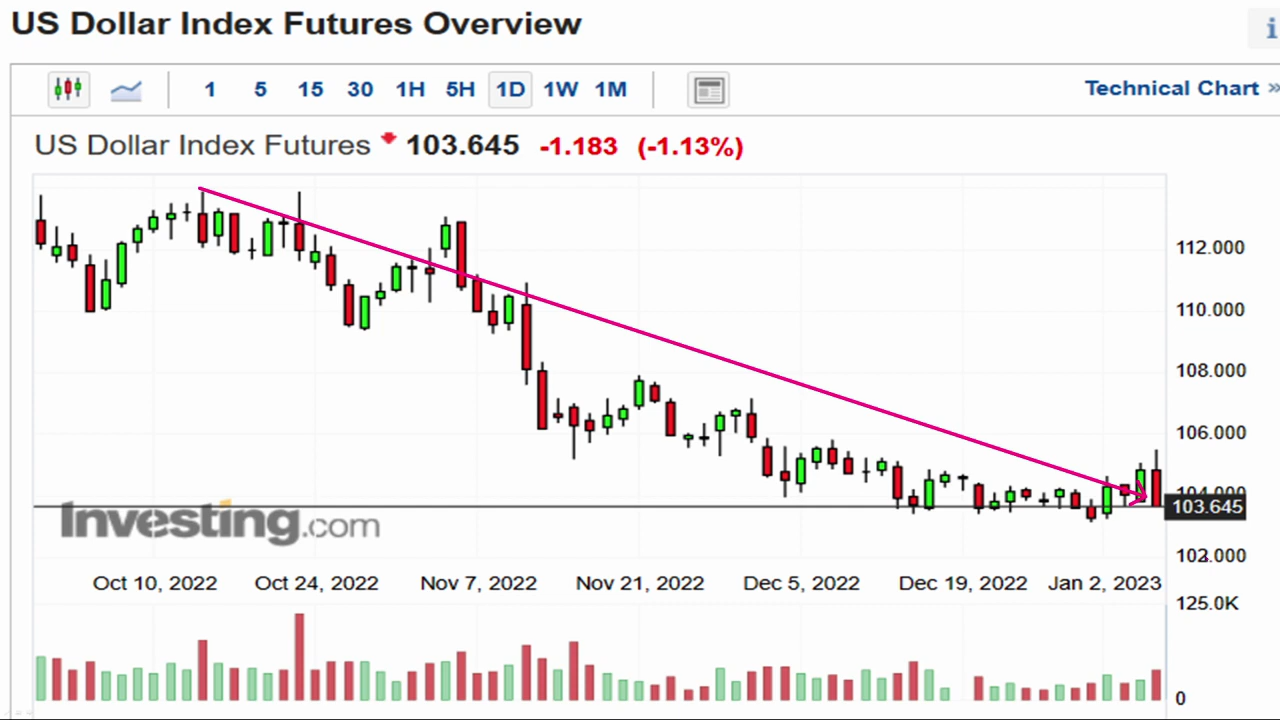 US Dollar Index Futures Overview
i
1 5 15 30 1H 5H 1D 1W 1M
Technical Chart »
US Dollar Index Futures 103.645 -1.183 (-1.13%)
112.000
110.000
108.000
106.000
104.000
103.645
Investing.com
102.000
Oct 10, 2022 Oct 24, 2022 Nov 7, 2022 Nov 21, 2022 Dec 5, 2022 Dec 19, 2022 Jan 2, 2023
125.0K
0